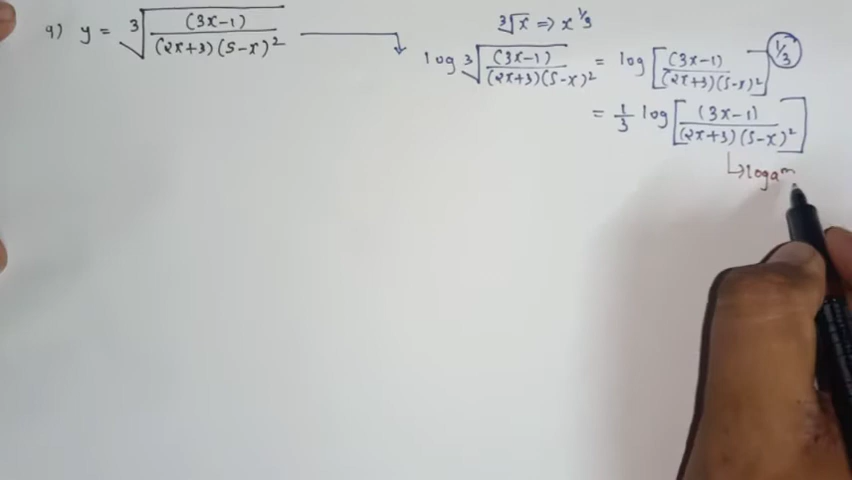 9) y = ∛((3x-1)/((2x+3)(5-x)²))
∛x ⇒ x^(1/3)
log ∛((3x-1)/((2x+3)(5-x)²)) = log [(3x-1)/((2x+3)(5-x)²)]^(1/3)
= 1/3 log [(3x-1)/((2x+3)(5-x)²)]
↳ log a^m